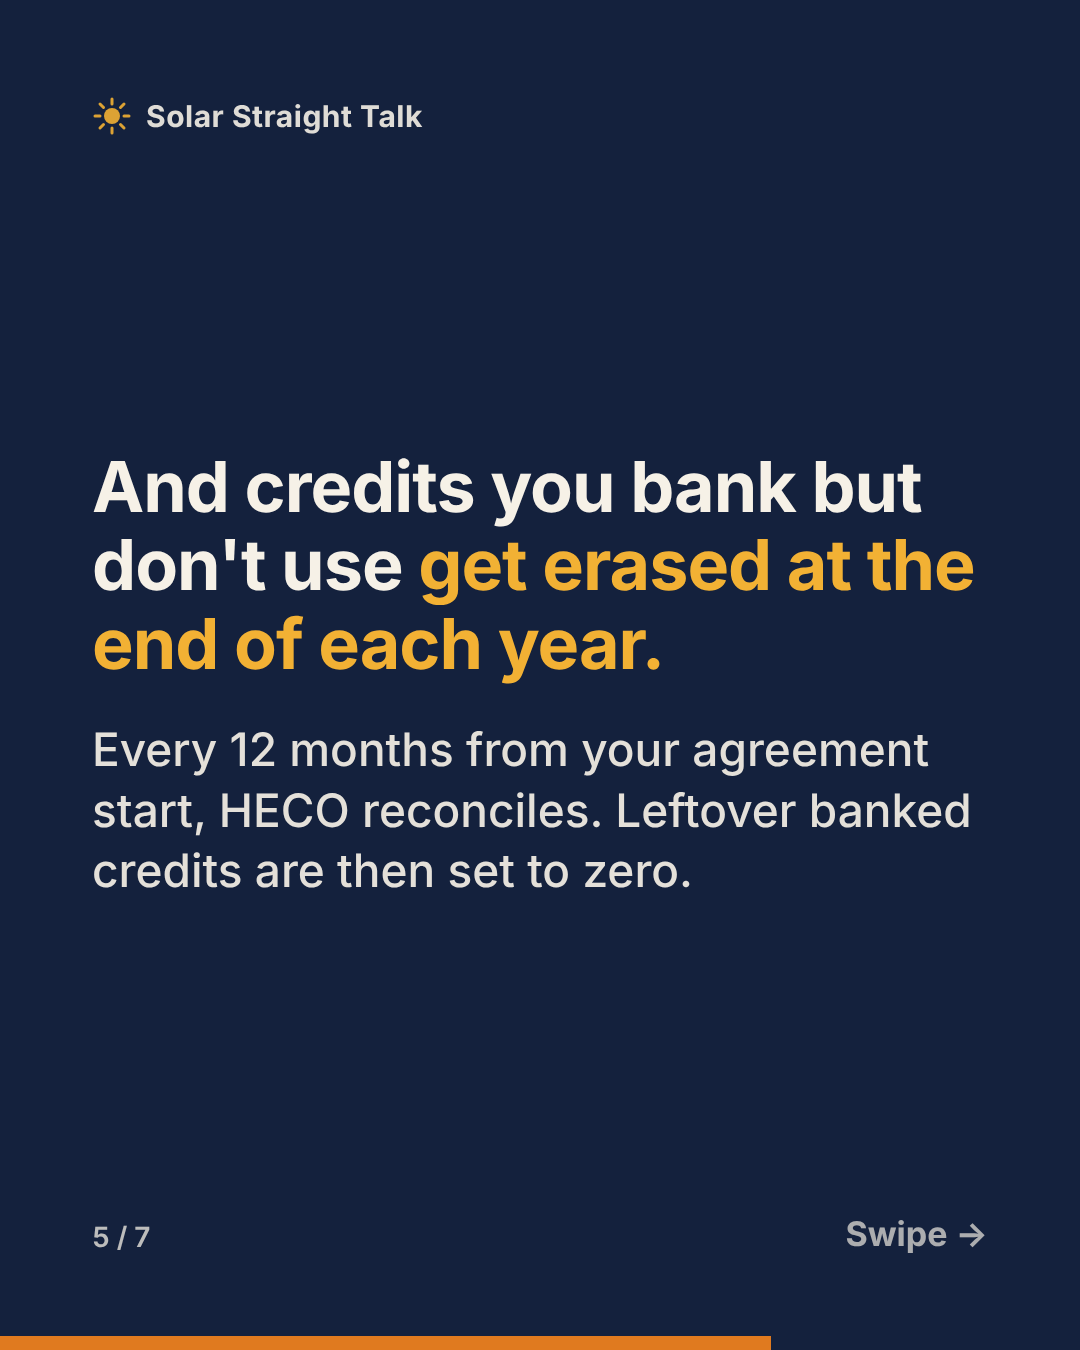 Solar Straight Talk
And credits you bank but
don't use get erased at the
end of each year.
Every 12 months from your agreement
start, HECO reconciles. Leftover banked
credits are then set to zero.
5 / 7
Swipe →